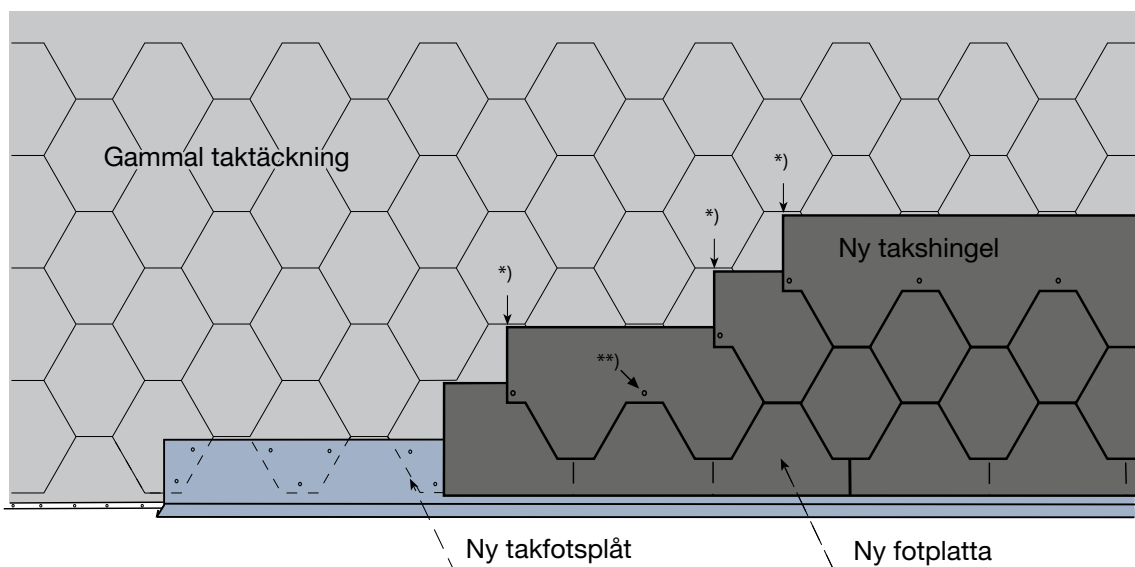 Gammal taktäckning
*)
*)
Ny takshingel
*)
**)
Ny takfotsplåt
Ny fotplatta